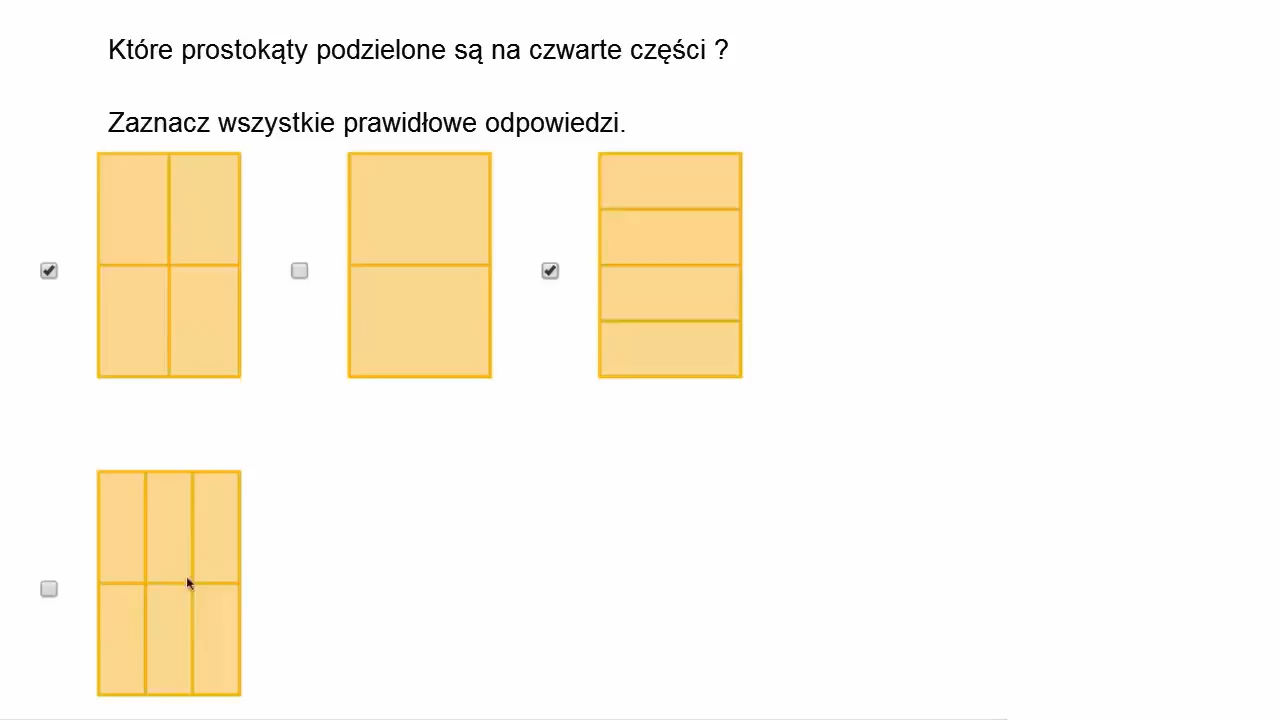 Które prostokąty podzielone są na czwarte części ?
Zaznacz wszystkie prawidłowe odpowiedzi.